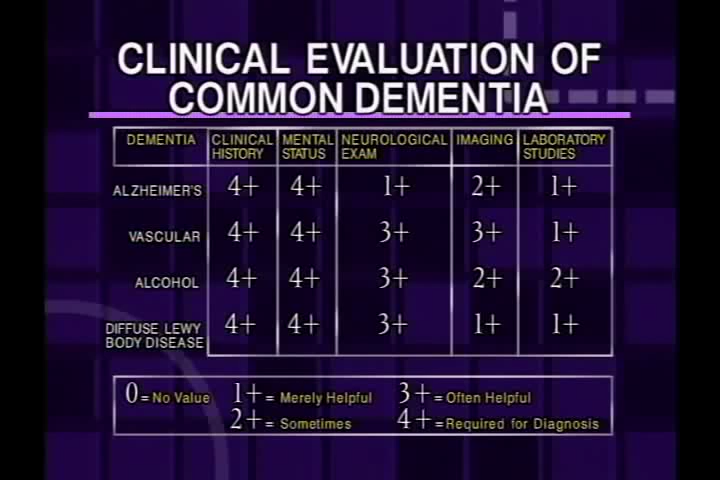 CLINICAL EVALUATION OF
COMMON DEMENTIA
DEMENTIA CLINICAL HISTORY MENTAL STATUS NEUROLOGICAL EXAM IMAGING LABORATORY STUDIES
ALZHEIMER'S 4+ 4+ 1+ 2+ 1+
VASCULAR 4+ 4+ 3+ 3+ 1+
ALCOHOL 4+ 4+ 3+ 2+ 2+
DIFFUSE LEWY BODY DISEASE 4+ 4+ 3+ 1+ 1+
0= No Value 1+= Merely Helpful 3+= Often Helpful
2+= Sometimes 4+=Required for Diagnosis